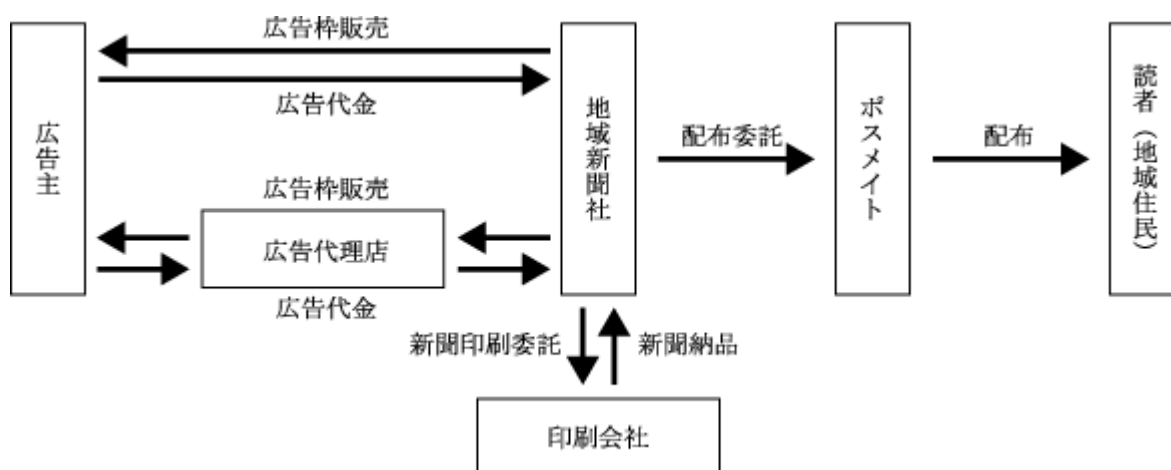 広告枠販売
広告代金
広告主
広告枠販売
広告代理店
広告代金
地域新聞社
配布委託
ポスメイト
配布
読者（地域住民）
新聞印刷委託
新聞納品
印刷会社